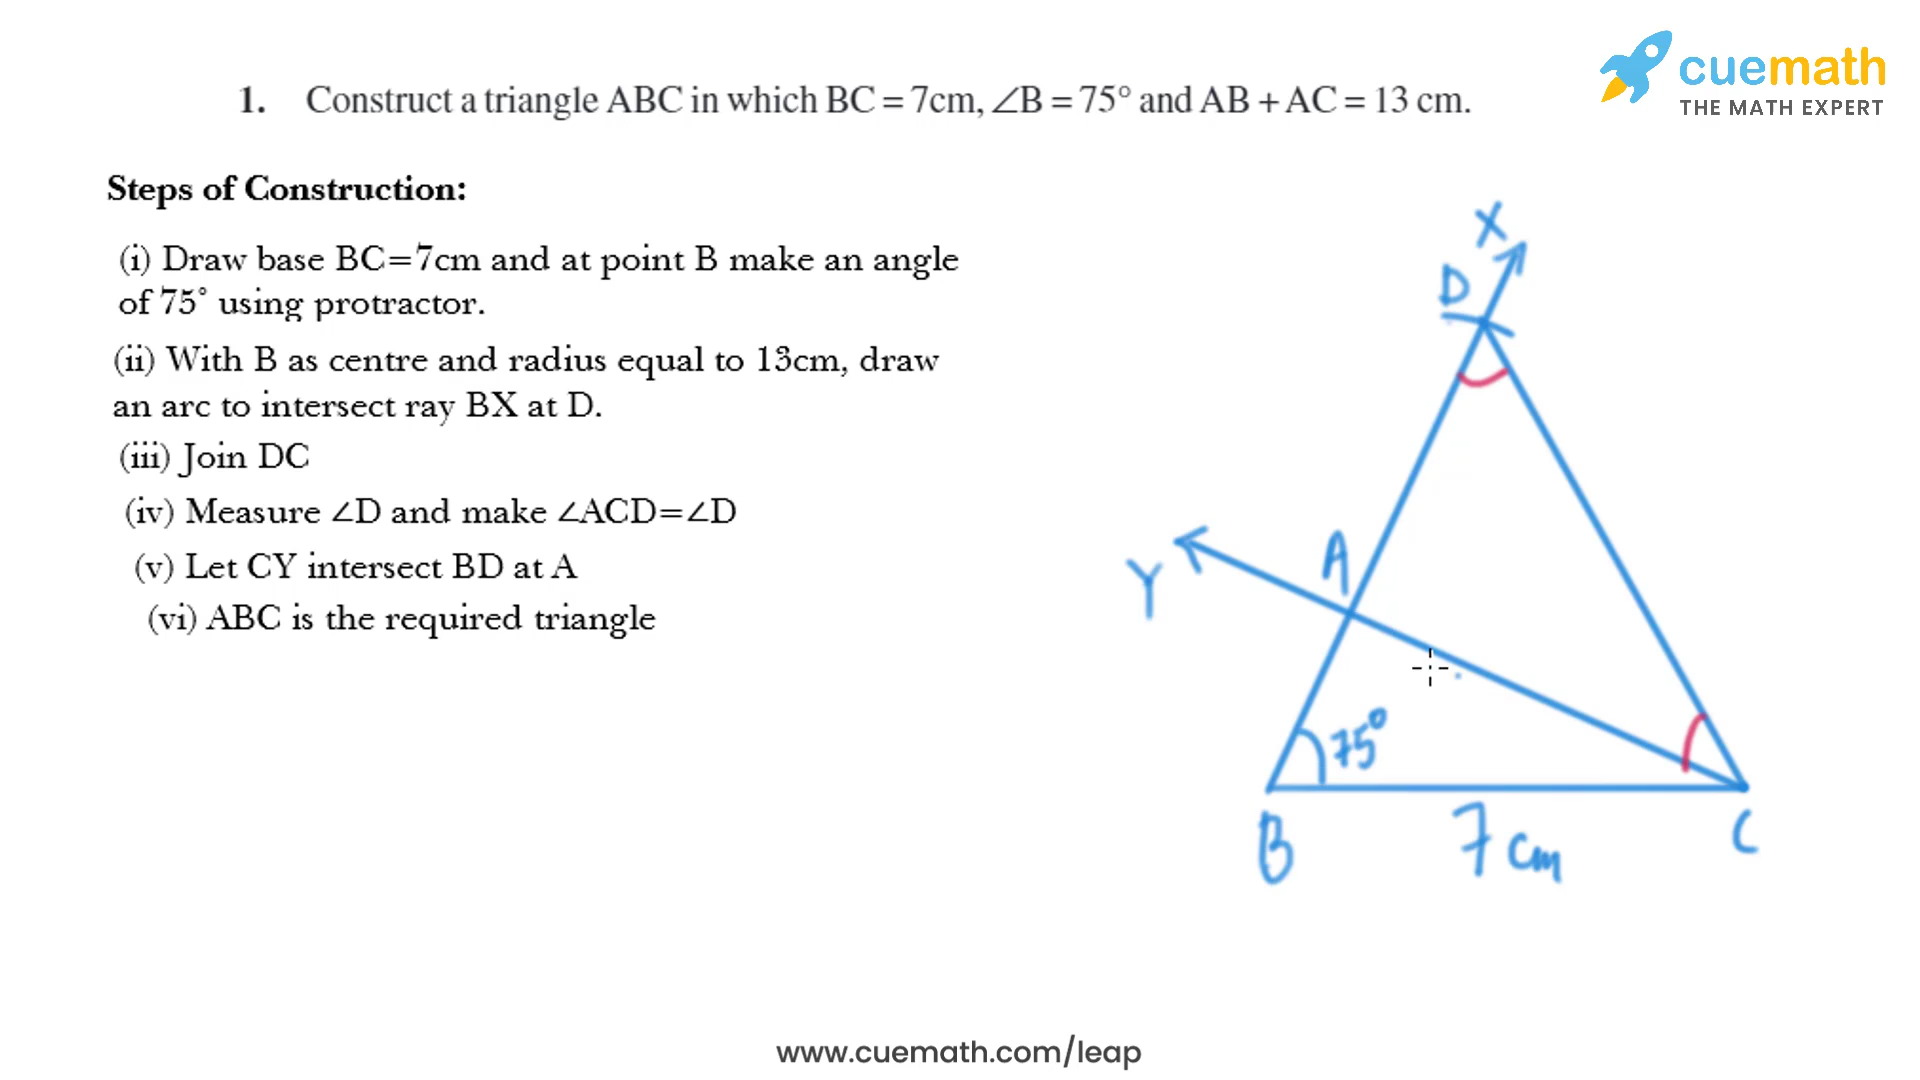 cuemath
THE MATH EXPERT
1. Construct a triangle ABC in which BC = 7cm, ∠B = 75° and AB + AC = 13 cm.
Steps of Construction:
(i) Draw base BC=7cm and at point B make an angle
of 75° using protractor.
(ii) With B as centre and radius equal to 13cm, draw
an arc to intersect ray BX at D.
(iii) Join DC
(iv) Measure ∠D and make ∠ACD=∠D
(v) Let CY intersect BD at A
(vi) ABC is the required triangle
X
D
A
Y
75°
B
7 cm
C
www.cuemath.com/leap